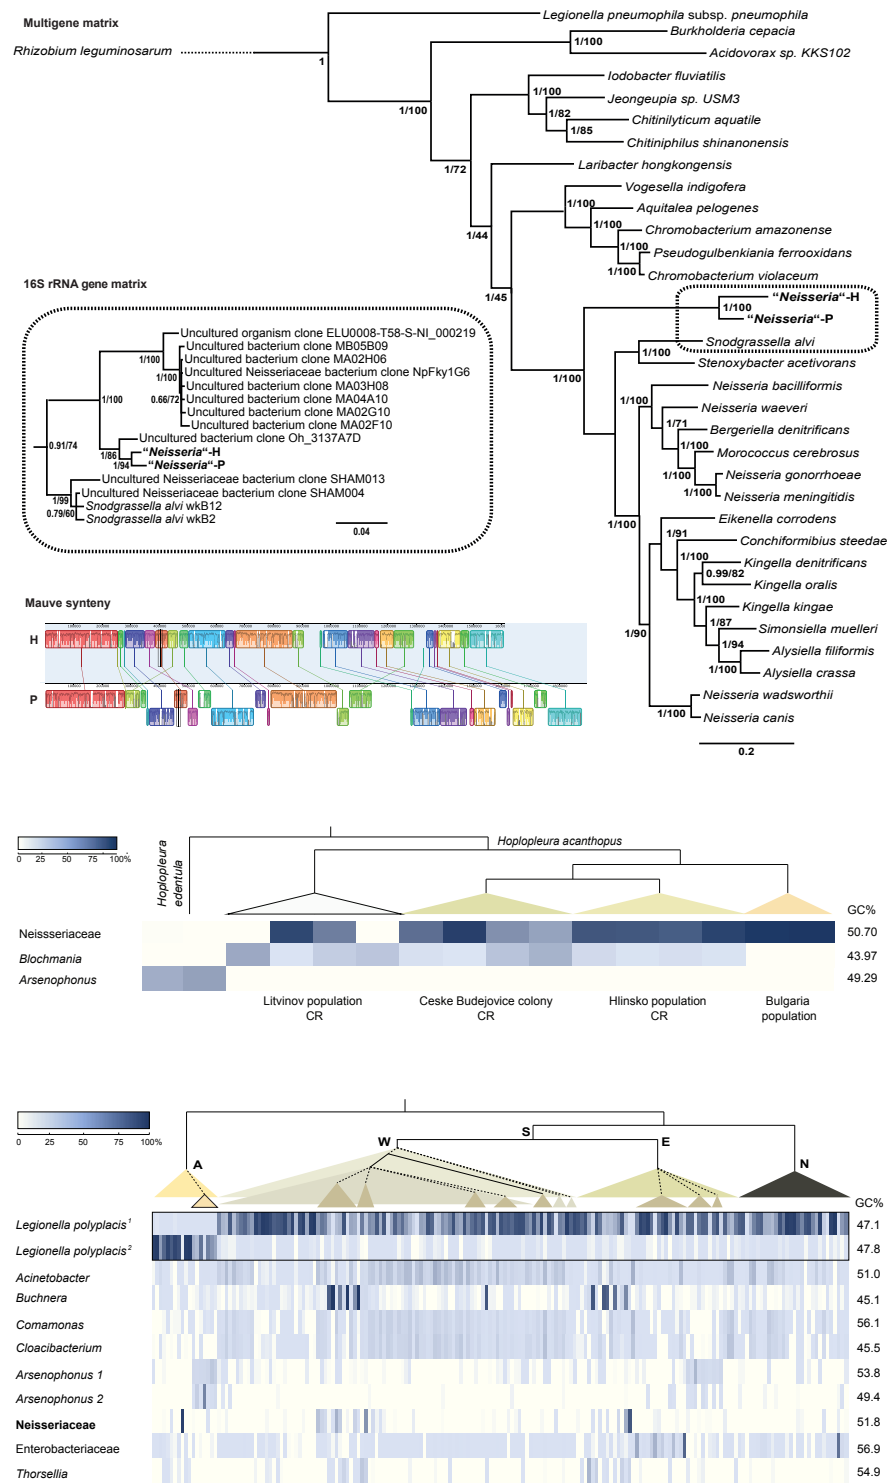 Multigene matrix
Rhizobium leguminosarum
Legionella pneumophila subsp. pneumophila
Burkholderia cepacia
1/100
Acidovorax sp. KKS102
1
1/100
Iodobacter fluviatilis
1/100
Jeongeupia sp. USM3
1/82
Chitinilyticum aquatile
1/85
Chitiniphilus shinanonensis
1/72
Laribacter hongkongensis
Vogesella indigofera
1/100
Aquitalea pelogenes
1/100
Chromobacterium amazonense
1/44
1/100
Pseudogulbenkiania ferrooxidans
1/100
Chromobacterium violaceum
1/45
"Neisseria"-H
1/100
"Neisseria"-P
Snodgrassella alvi
1/100
Stenoxybacter acetivorans
1/100
Neisseria bacilliformis
1/100
Neisseria waeveri
1/71
Bergeriella denitrificans
1/100
Morococcus cerebrosus
1/100
Neisseria gonorrhoeae
1/100
Neisseria meningitidis
1/100
Eikenella corrodens
1/91
Conchiformibius steedae
1/100
Kingella denitrificans
0.99/82
Kingella oralis
1/100
Kingella kingae
1/87
Simonsiella muelleri
1/90
1/94
Alysiella filiformis
1/100
Alysiella crassa
Neisseria wadsworthii
1/100
Neisseria canis
0.2
16S rRNA gene matrix
Uncultured organism clone ELU0008-T58-S-NI_000219
Uncultured bacterium clone MB05B09
1/100
Uncultured bacterium clone MA02H06
1/100
Uncultured Neisseriaceae bacterium clone NpFky1G6
Uncultured bacterium clone MA03H08
0.66/72
Uncultured bacterium clone MA04A10
1/100
Uncultured bacterium clone MA02G10
Uncultured bacterium clone MA02F10
0.91/74
Uncultured bacterium clone Oh_3137A7D
1/86
"Neisseria"-H
1/94
"Neisseria"-P
Uncultured Neisseriaceae bacterium clone SHAM013
1/99
Uncultured Neisseriaceae bacterium clone SHAM004
0.79/60
Snodgrassella alvi wkB12
Snodgrassella alvi wkB2
0.04
Mauve synteny
H
P
0 25 50 75 100%
Hoplopleura edentula
Hoplopleura acanthopus
GC%
Neissseriaceae 50.70
Blochmania 43.97
Arsenophonus 49.29
Litvinov population CR
Ceske Budejovice colony CR
Hlinsko population CR
Bulgaria population
0 25 50 75 100%
A
W
S
E
N
GC%
Legionella polyplacis¹ 47.1
Legionella polyplacis² 47.8
Acinetobacter 51.0
Buchnera 45.1
Comamonas 56.1
Cloacibacterium 45.5
Arsenophonus 1 53.8
Arsenophonus 2 49.4
Neisseriaceae 51.8
Enterobacteriaceae 56.9
Thorsellia 54.9